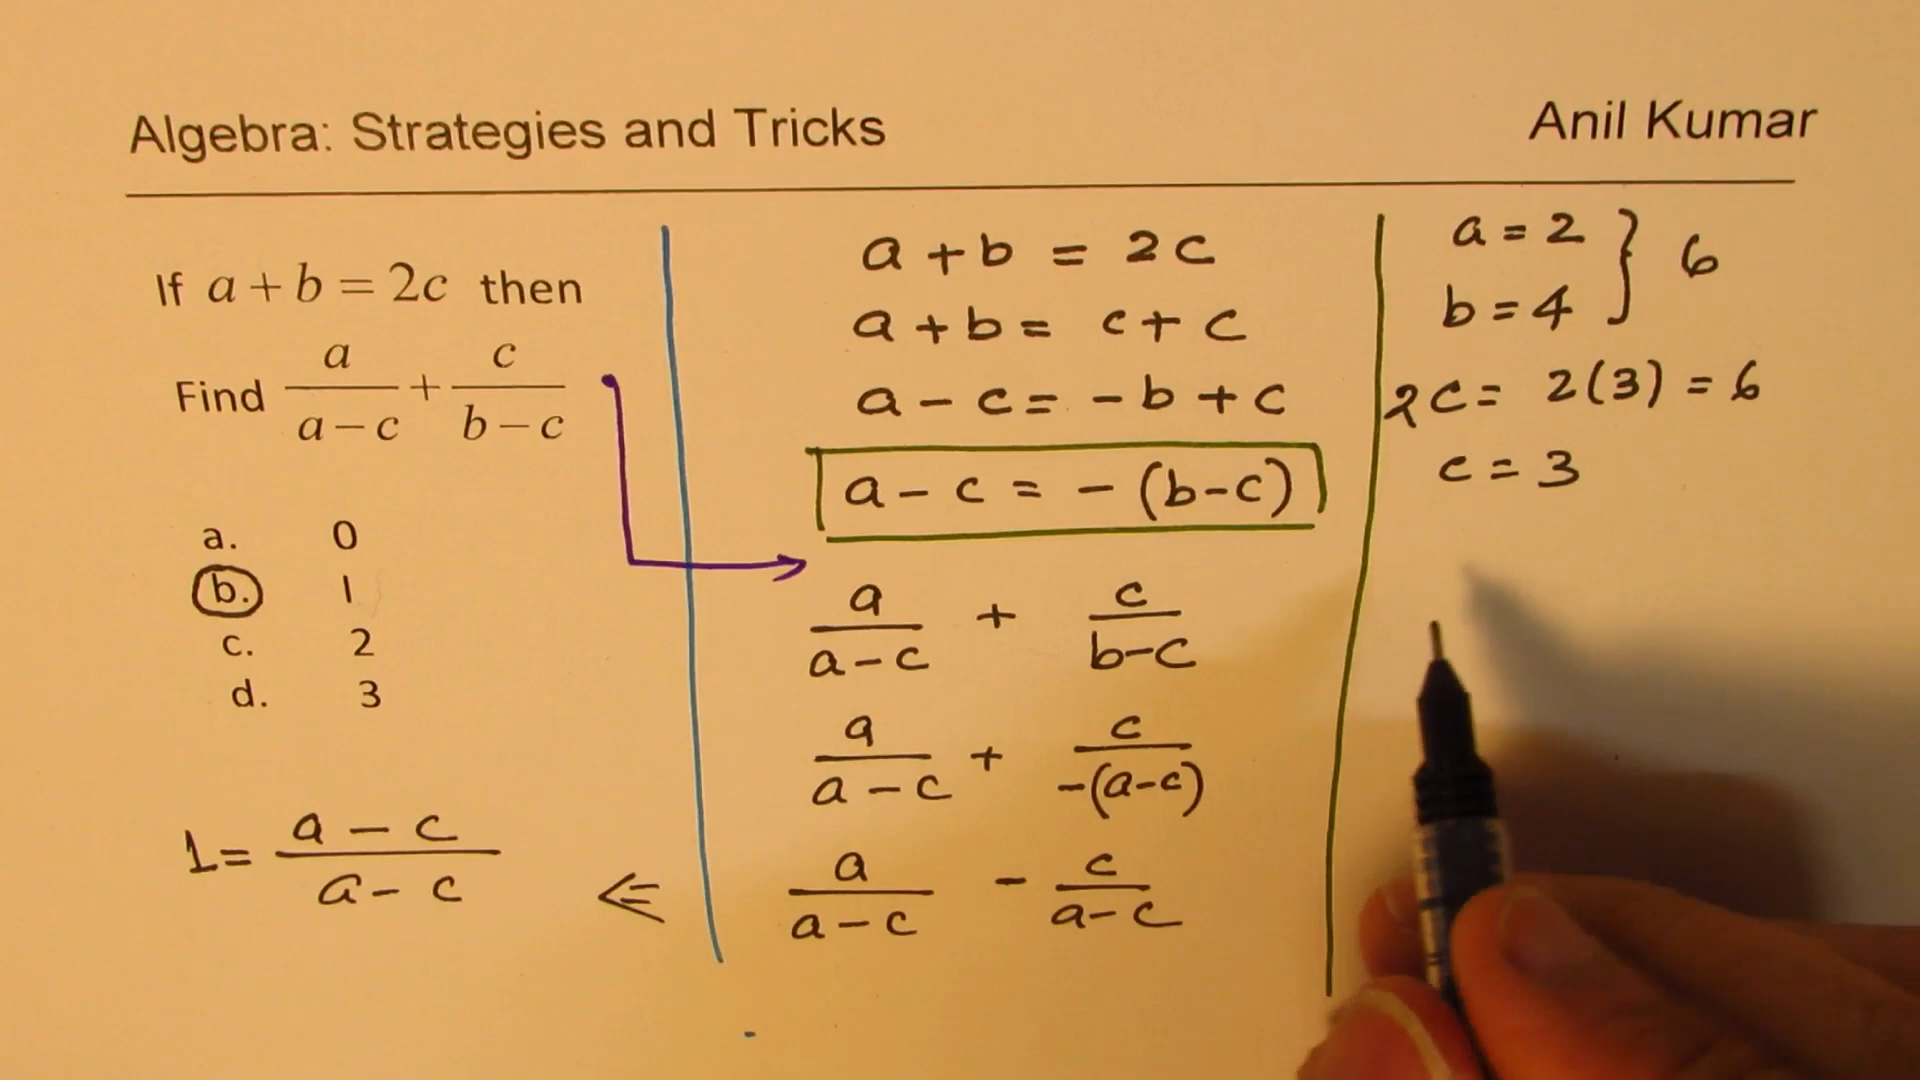 Algebra: Strategies and Tricks
Anil Kumar
If a + b = 2c then
Find a/(a − c) + c/(b − c)
a. 0
b. 1
c. 2
d. 3
1 = (a − c)/(a − c)
a + b = 2c
a + b = c + c
a − c = −b + c
a − c = −(b−c)
a/(a−c) + c/(b−c)
a/(a−c) + c/(−(a−c))
a/(a−c) − c/(a−c)
a = 2
b = 4 } 6
2c = 2(3) = 6
c = 3